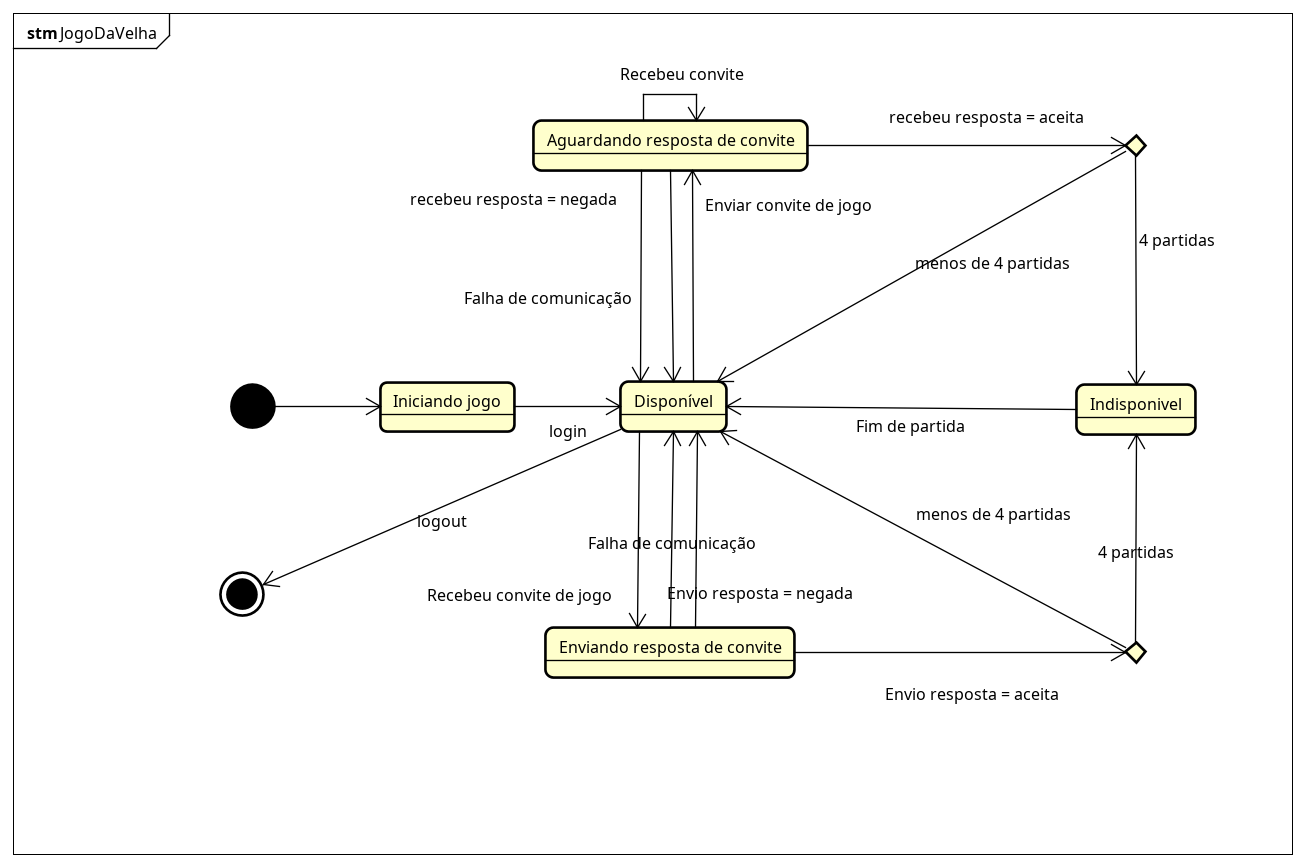 stm JogoDaVelha
Recebeu convite
recebeu resposta = aceita
Aguardando resposta de convite
recebeu resposta = negada
Enviar convite de jogo
4 partidas
menos de 4 partidas
Falha de comunicação
Iniciando jogo
Disponível
Indisponivel
login
Fim de partida
logout
menos de 4 partidas
Falha de comunicação
4 partidas
Recebeu convite de jogo
Envio resposta = negada
Enviando resposta de convite
Envio resposta = aceita